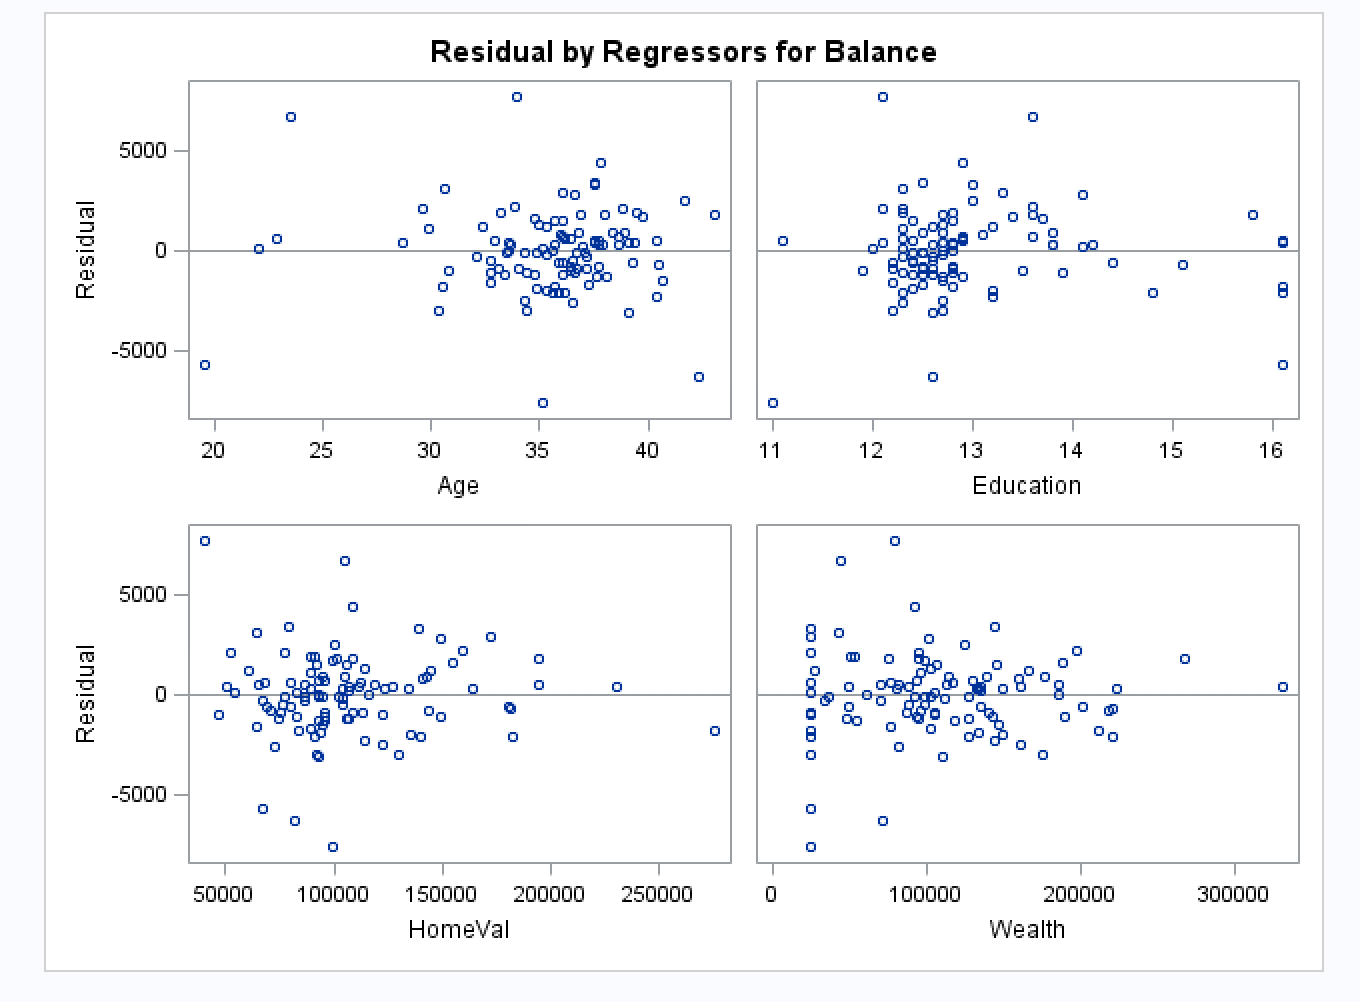 Residual by Regressors for Balance
Residual
5000
0
-5000
20 25 30 35 40
Age
11 12 13 14 15 16
Education
Residual
5000
0
-5000
50000 100000 150000 200000 250000
HomeVal
0 100000 200000 300000
Wealth